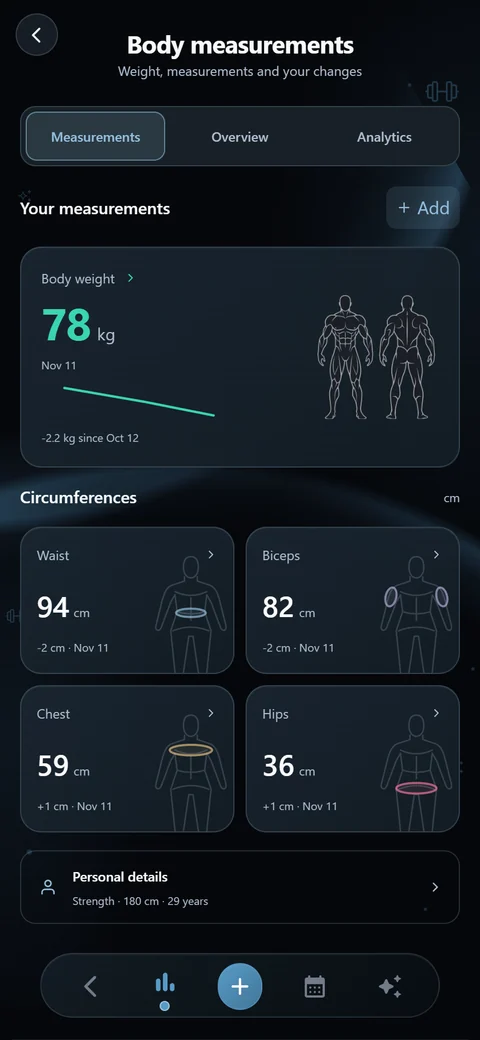 Body measurements
Weight, measurements and your changes
Measurements
Overview
Analytics
Your measurements
+ Add
Body weight
78 kg
Nov 11
-2.2 kg since Oct 12
Circumferences
cm
Waist
94 cm
-2 cm · Nov 11
Biceps
82 cm
-2 cm · Nov 11
Chest
59 cm
+1 cm · Nov 11
Hips
36 cm
+1 cm · Nov 11
Personal details
Strength · 180 cm · 29 years